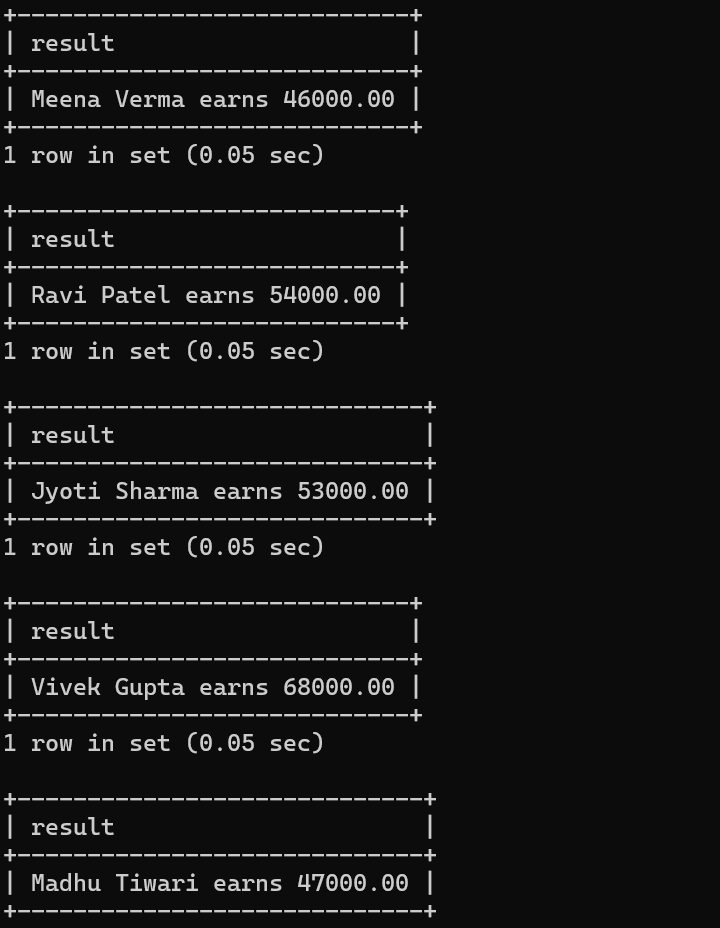 +----------------------------+
| result                     |
+----------------------------+
| Meena Verma earns 46000.00 |
+----------------------------+
1 row in set (0.05 sec)

+---------------------------+
| result                    |
+---------------------------+
| Ravi Patel earns 54000.00 |
+---------------------------+
1 row in set (0.05 sec)

+-----------------------------+
| result                      |
+-----------------------------+
| Jyoti Sharma earns 53000.00 |
+-----------------------------+
1 row in set (0.05 sec)

+----------------------------+
| result                     |
+----------------------------+
| Vivek Gupta earns 68000.00 |
+----------------------------+
1 row in set (0.05 sec)

+-----------------------------+
| result                      |
+-----------------------------+
| Madhu Tiwari earns 47000.00 |
+-----------------------------+